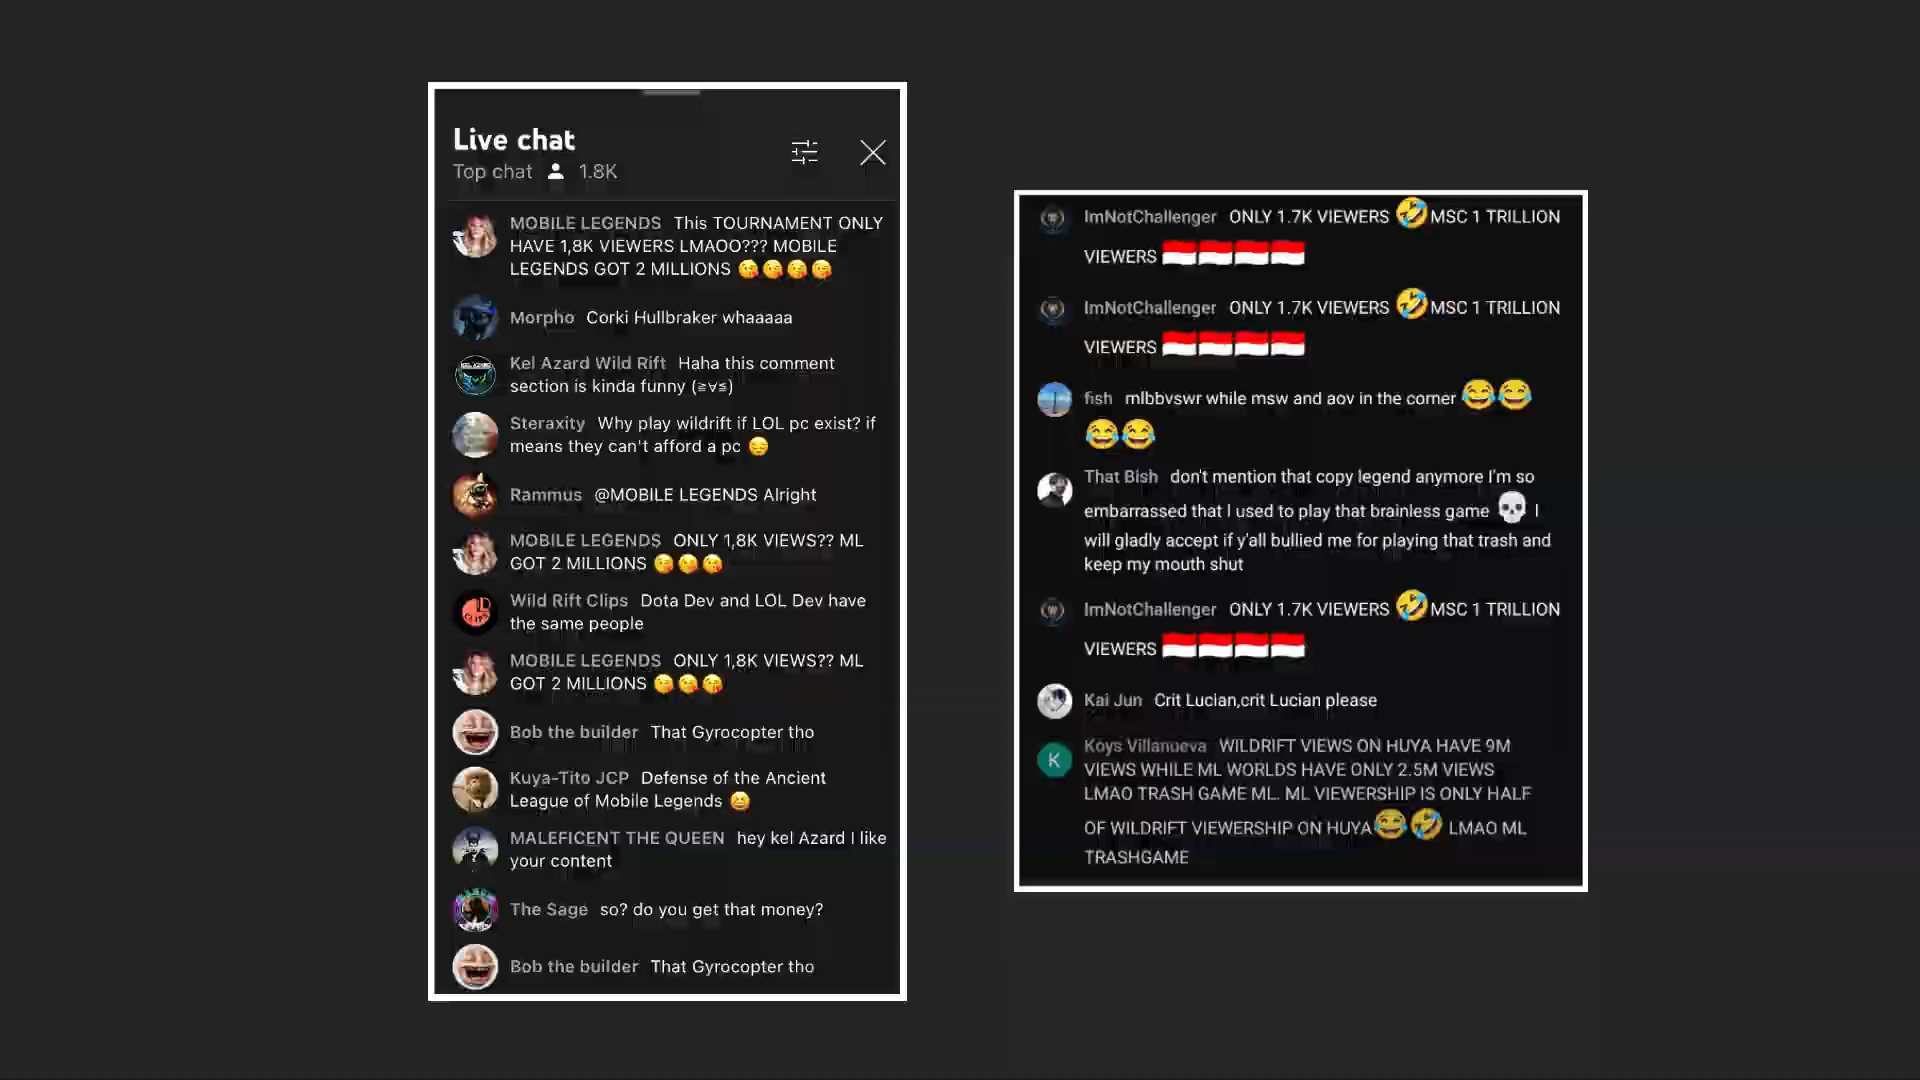 Live chat
Top chat 1.8K
MOBILE LEGENDS This TOURNAMENT ONLY
HAVE 1,8K VIEWERS LMAOO??? MOBILE
LEGENDS GOT 2 MILLIONS 😘😘😘😘
Morpho Corki Hullbraker whaaaaa
Kel Azard Wild Rift Haha this comment
section is kinda funny (≥∀≤)
Steraxity Why play wildrift if LOL pc exist? if
means they can't afford a pc 😔
Rammus @MOBILE LEGENDS Alright
MOBILE LEGENDS ONLY 1,8K VIEWS?? ML
GOT 2 MILLIONS 😘😘😘
Wild Rift Clips Dota Dev and LOL Dev have
the same people
MOBILE LEGENDS ONLY 1,8K VIEWS?? ML
GOT 2 MILLIONS 😘😘😘
Bob the builder That Gyrocopter tho
Kuya-Tito JCP Defense of the Ancient
League of Mobile Legends 😆
MALEFICENT THE QUEEN hey kel Azard I like
your content
The Sage so? do you get that money?
Bob the builder That Gyrocopter tho
ImNotChallenger ONLY 1.7K VIEWERS 🤣MSC 1 TRILLION
VIEWERS 🇮🇩🇮🇩🇮🇩🇮🇩
ImNotChallenger ONLY 1.7K VIEWERS 🤣MSC 1 TRILLION
VIEWERS 🇮🇩🇮🇩🇮🇩🇮🇩
fish mlbbvswr while msw and aov in the corner 😂😂
😂😂
That Bish don't mention that copy legend anymore I'm so
embarrassed that I used to play that brainless game 💀 I
will gladly accept if y'all bullied me for playing that trash and
keep my mouth shut
ImNotChallenger ONLY 1.7K VIEWERS 🤣MSC 1 TRILLION
VIEWERS 🇮🇩🇮🇩🇮🇩🇮🇩
Kai Jun Crit Lucian,crit Lucian please
K
Koys Villanueva WILDRIFT VIEWS ON HUYA HAVE 9M
VIEWS WHILE ML WORLDS HAVE ONLY 2.5M VIEWS
LMAO TRASH GAME ML. ML VIEWERSHIP IS ONLY HALF
OF WILDRIFT VIEWERSHIP ON HUYA😂🤣 LMAO ML
TRASHGAME